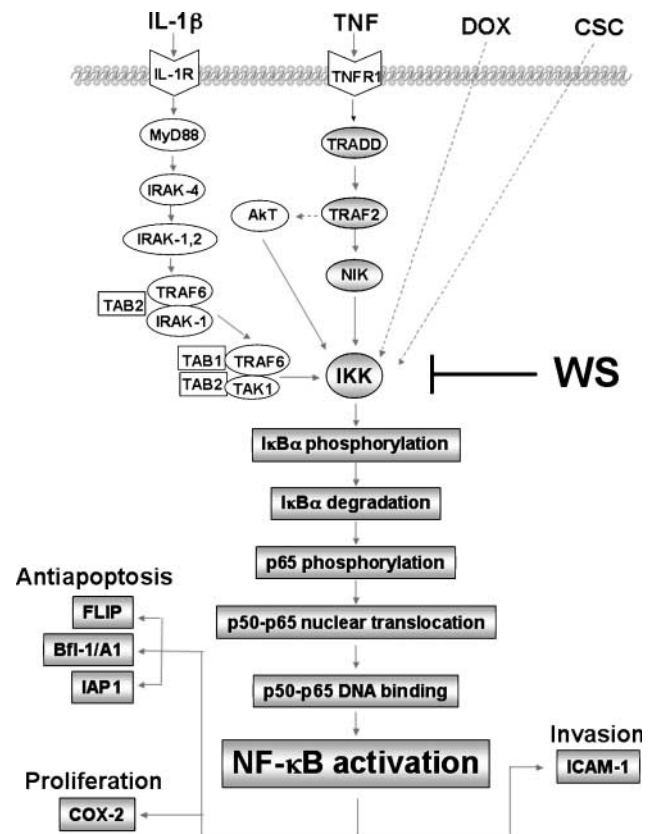 IL-1β TNF DOX CSC
IL-1R TNFR1
MyD88 TRADD
IRAK-4 AkT TRAF2
IRAK-1,2
NIK
TAB2 TRAF6
IRAK-1
TAB1 TRAF6
TAB2 TAK1
IKK WS
IκBα phosphorylation
IκBα degradation
p65 phosphorylation
Antiapoptosis
FLIP p50-p65 nuclear translocation
Bfl-1/A1
IAP1 p50-p65 DNA binding
Invasion
NF-κB activation ICAM-1
Proliferation
COX-2